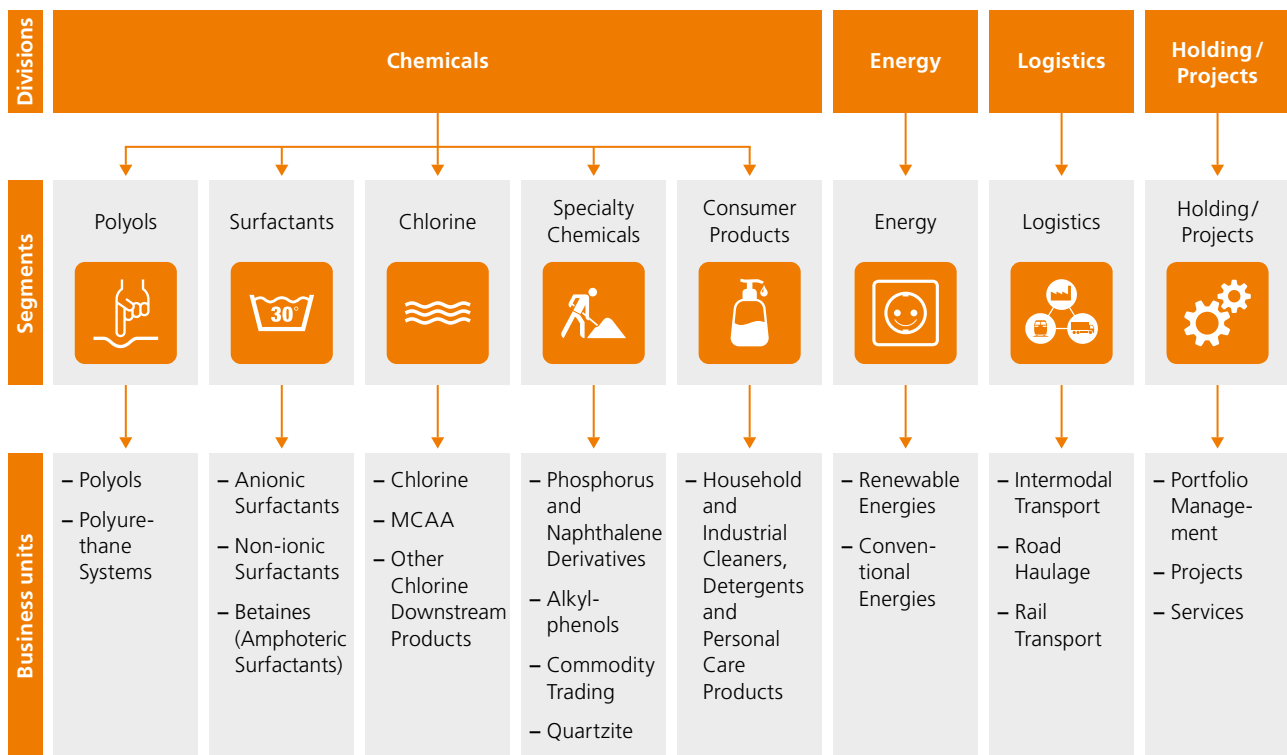 Divisions
Chemicals
Energy
Logistics
Holding /
Projects
Segments
Polyols
Surfactants
30°
Chlorine
Specialty
Chemicals
Consumer
Products
Energy
Logistics
Holding /
Projects
Business units
– Polyols
– Polyure-
thane
Systems
– Anionic
Surfactants
– Non-ionic
Surfactants
– Betaines
(Amphoteric
Surfactants)
– Chlorine
– MCAA
– Other
Chlorine
Downstream
Products
– Phosphorus
and
Naphthalene
Derivatives
– Alkyl-
phenols
– Commodity
Trading
– Quartzite
– Household
and
Industrial
Cleaners,
Detergents
and
Personal
Care
Products
– Renewable
Energies
– Conven-
tional
Energies
– Intermodal
Transport
– Road
Haulage
– Rail
Transport
– Portfolio
Manage-
ment
– Projects
– Services